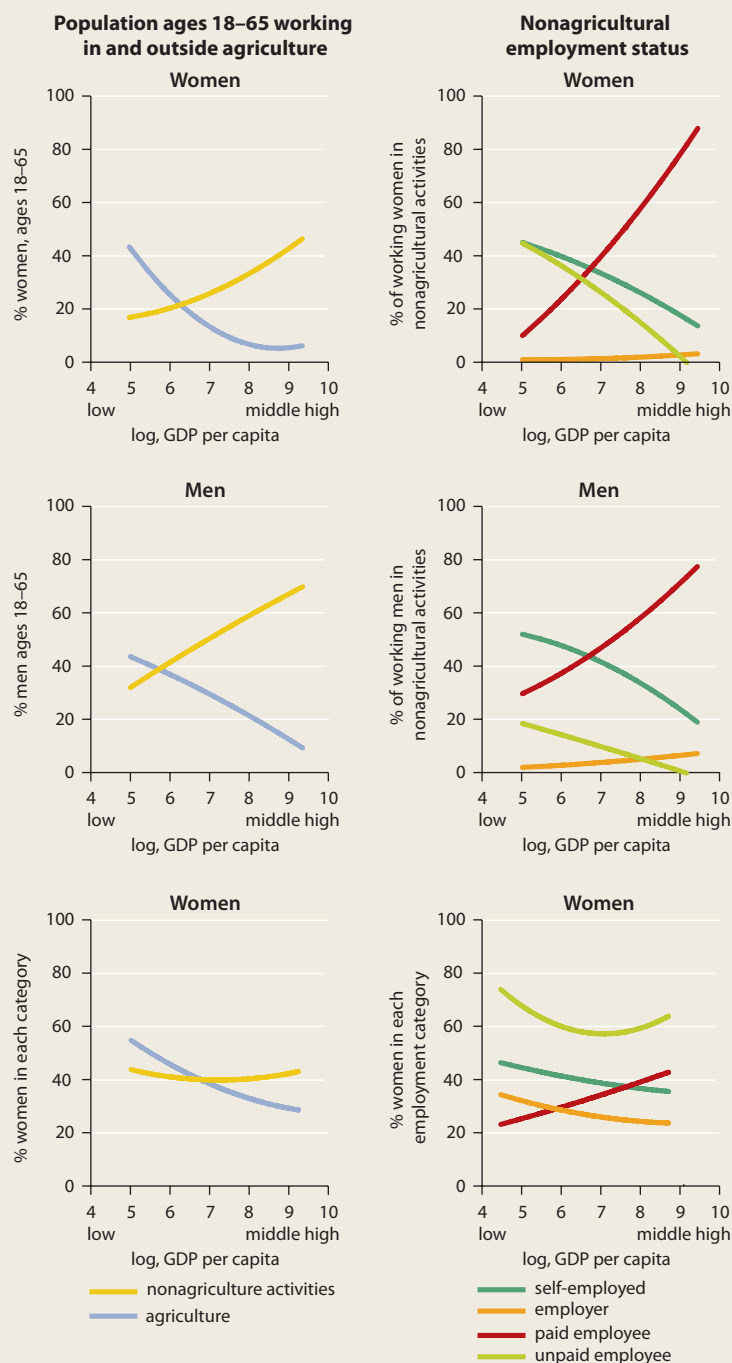 Population ages 18–65 working
in and outside agriculture
Women
100
80
60
40
20
0
% women, ages 18–65
4 5 6 7 8 9 10
low middle high
log, GDP per capita
Nonagricultural
employment status
Women
100
80
60
40
20
0
% of working women in
nonagricultural activities
4 5 6 7 8 9 10
low middle high
log, GDP per capita
Men
100
80
60
40
20
0
% men ages 18–65
4 5 6 7 8 9 10
low middle high
log, GDP per capita
Men
100
80
60
40
20
0
% of working men in
nonagricultural activities
4 5 6 7 8 9 10
low middle high
log, GDP per capita
Women
100
80
60
40
20
0
% women in each category
4 5 6 7 8 9 10
low middle high
log, GDP per capita
nonagriculture activities
agriculture
Women
100
80
60
40
20
0
% women in each
employment category
4 5 6 7 8 9 10
low middle high
log, GDP per capita
self-employed
employer
paid employee
unpaid employee